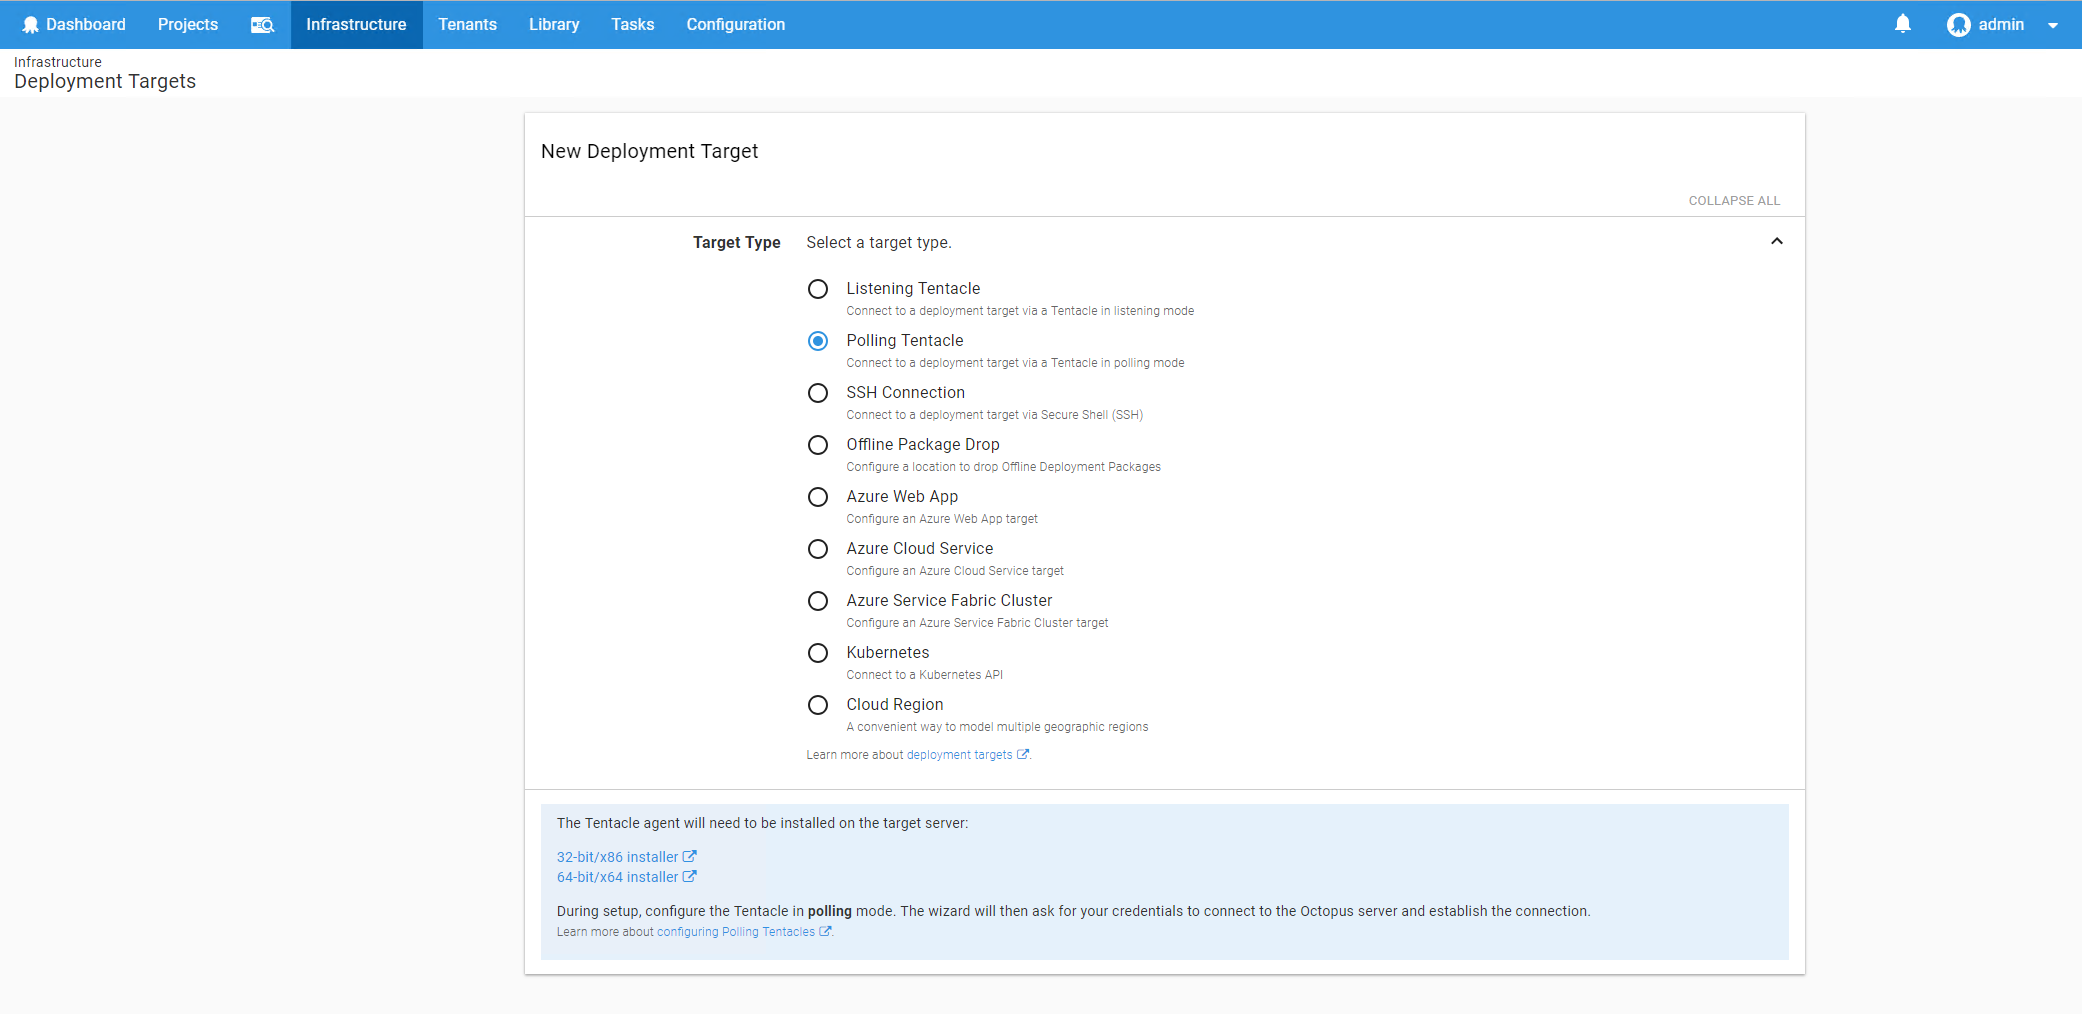 Dashboard Projects Infrastructure Tenants Library Tasks Configuration admin
Infrastructure
Deployment Targets
New Deployment Target
COLLAPSE ALL
Target Type Select a target type.
Listening Tentacle
Connect to a deployment target via a Tentacle in listening mode
Polling Tentacle
Connect to a deployment target via a Tentacle in polling mode
SSH Connection
Connect to a deployment target via Secure Shell (SSH)
Offline Package Drop
Configure a location to drop Offline Deployment Packages
Azure Web App
Configure an Azure Web App target
Azure Cloud Service
Configure an Azure Cloud Service target
Azure Service Fabric Cluster
Configure an Azure Service Fabric Cluster target
Kubernetes
Connect to a Kubernetes API
Cloud Region
A convenient way to model multiple geographic regions
Learn more about deployment targets .
The Tentacle agent will need to be installed on the target server:
32-bit/x86 installer
64-bit/x64 installer
During setup, configure the Tentacle in polling mode. The wizard will then ask for your credentials to connect to the Octopus server and establish the connection.
Learn more about configuring Polling Tentacles .